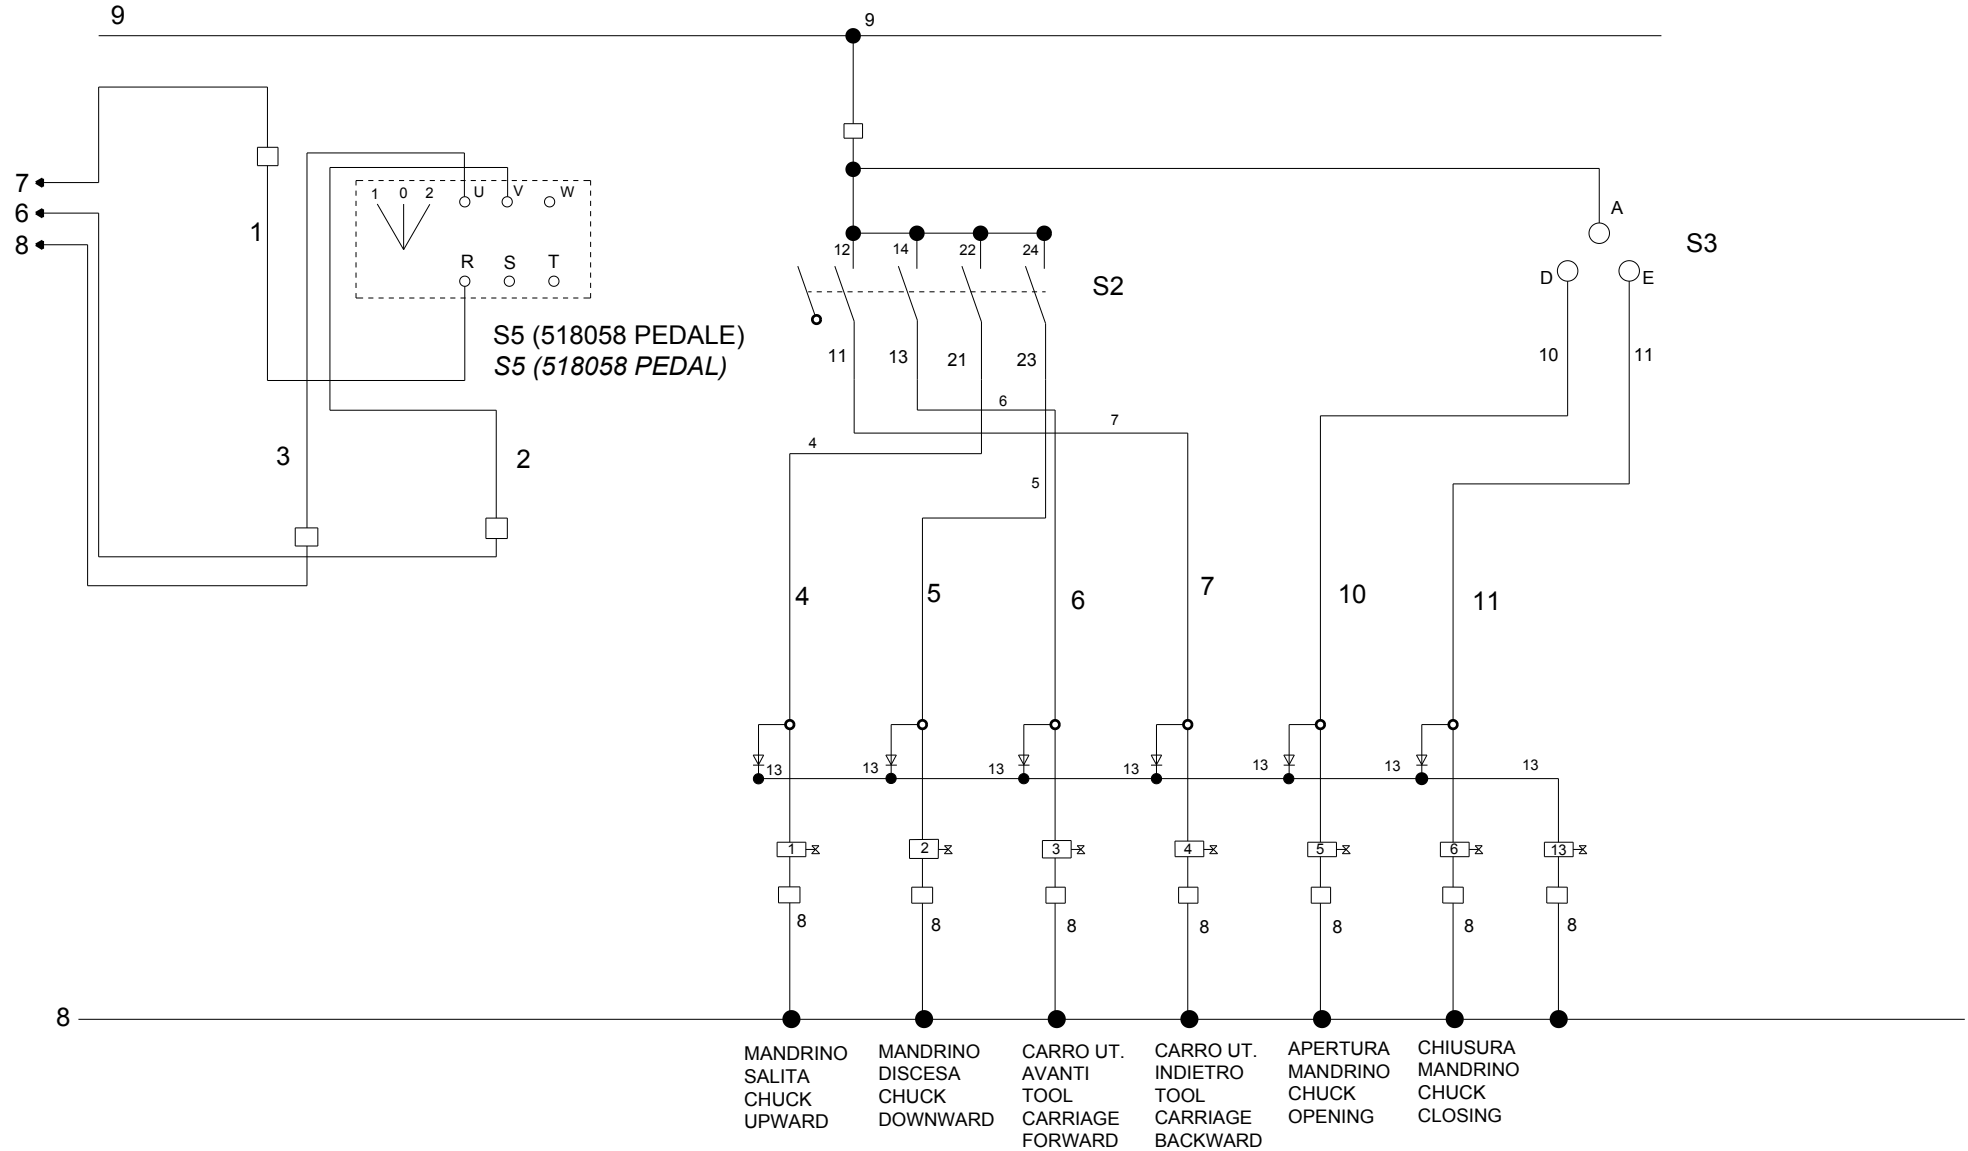 9
9
7
6
8
1
1 0 2
U
V
W
R
S
T
S5 (518058 PEDALE)
S5 (518058 PEDAL)
3
2
12
14
22
24
S2
11
13
21
23
6
7
4
5
A
S3
D
E
10
11
4
5
6
7
10
11
13
13
13
13
13
13
13
1
2
3
4
5
6
13
8
8
8
8
8
8
8
8
MANDRINO
SALITA
CHUCK
UPWARD
MANDRINO
DISCESA
CHUCK
DOWNWARD
CARRO UT.
AVANTI
TOOL
CARRIAGE
FORWARD
CARRO UT.
INDIETRO
TOOL
CARRIAGE
BACKWARD
APERTURA
MANDRINO
CHUCK
OPENING
CHIUSURA
MANDRINO
CHUCK
CLOSING